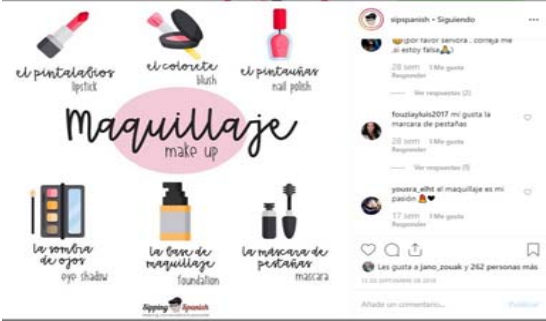 el pintalabios
lipstick
el colorete
blush
el pintauñas
nail polish
Maquillaje
make up
la sombra
de ojos
eye shadow
la base de
maquillaje
foundation
la máscara de
pestañas
mascara
Sipping Spanish
sipspanish • Siguiendo
(por favor señora , correja me
,si estoy falsa
28 sem 1 Me gusta
Responder
Ver respuestas (2)
fouziayluis2017 mi gusta la
marcara de pestañas
28 sem 1 Me gusta
Responder
Ver respuestas (1)
yousra_elht el maquillaje es mi
pasión
17 sem 1 Me gusta
Responder
Les gusta a jano_zouak y 262 personas más
DE SEPTIEMBRE DE
Añade un comentario...
Publicar